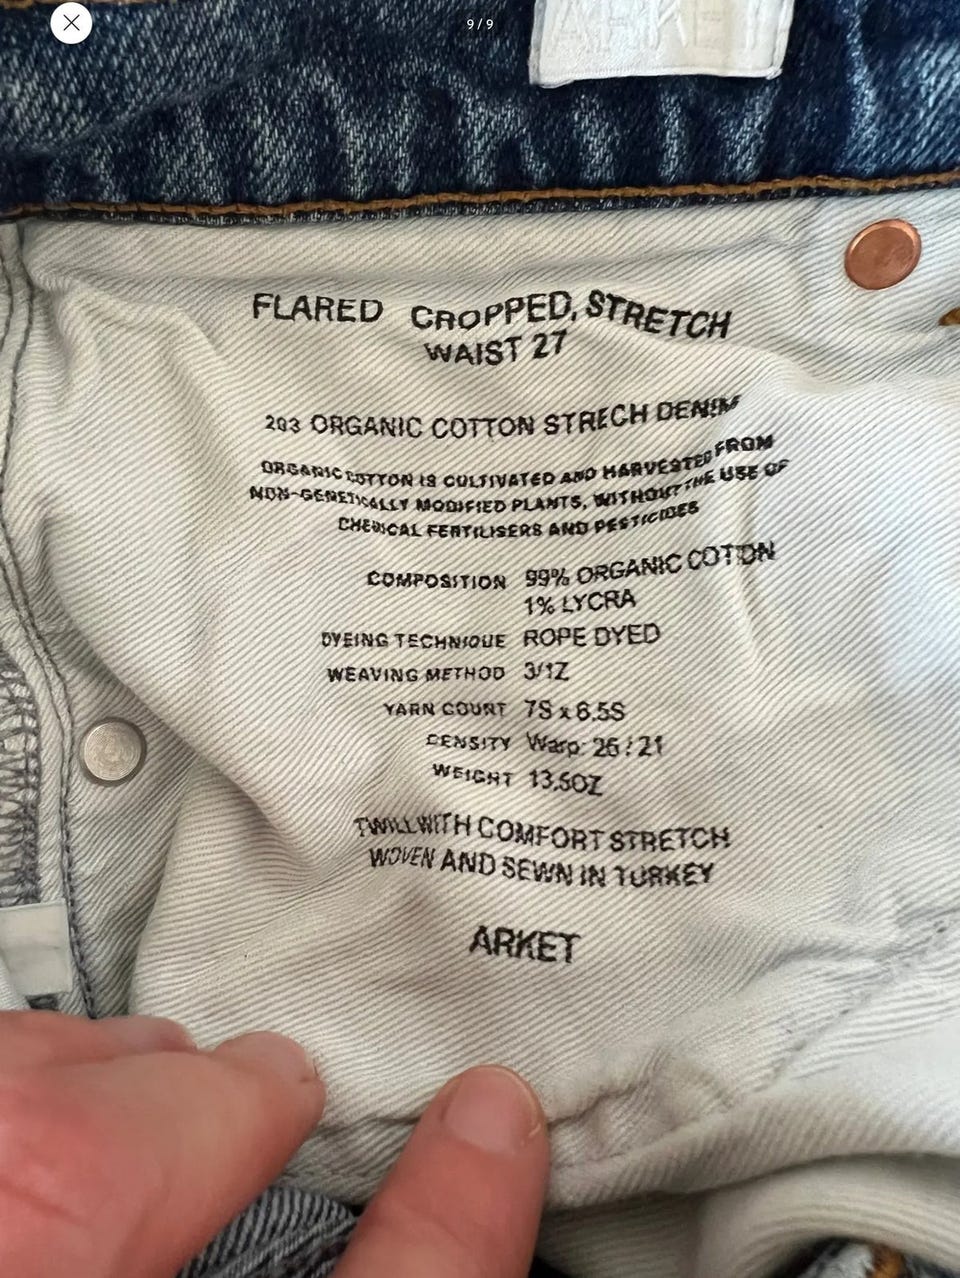 9/9
ARKET
FLARED CROPPED, STRETCH
WAIST 27
203 ORGANIC COTTON STRECH DENIM
ORGANIC COTTON IS CULTIVATED AND HARVESTED FROM
NON-GENETICALLY MODIFIED PLANTS, WITHOUT THE USE OF
CHEMICAL FERTILISERS AND PESTICIDES
COMPOSITION 99% ORGANIC COTTON
1% LYCRA
DYEING TECHNIQUE ROPE DYED
WEAVING METHOD 3/1Z
YARN COUNT 7S x 6.5S
DENSITY Warp: 26 / 21
WEIGHT 13,5OZ
TWILL WITH COMFORT STRETCH
WOVEN AND SEWN IN TURKEY
ARKET